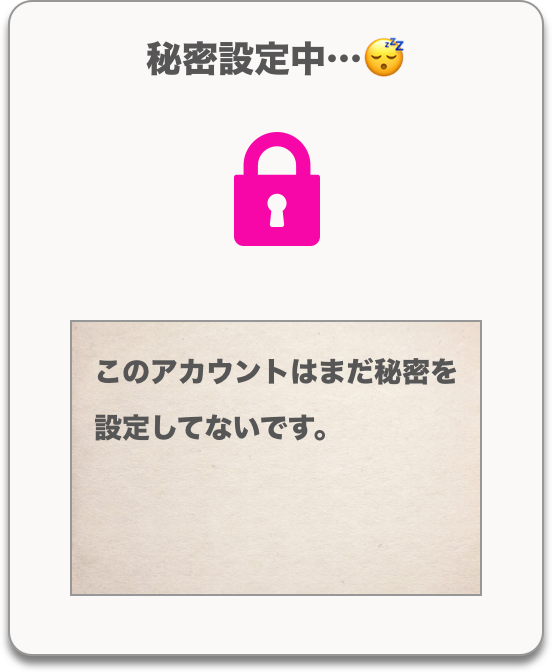 秘密設定中…😴
このアカウントはまだ秘密を
設定してないです。